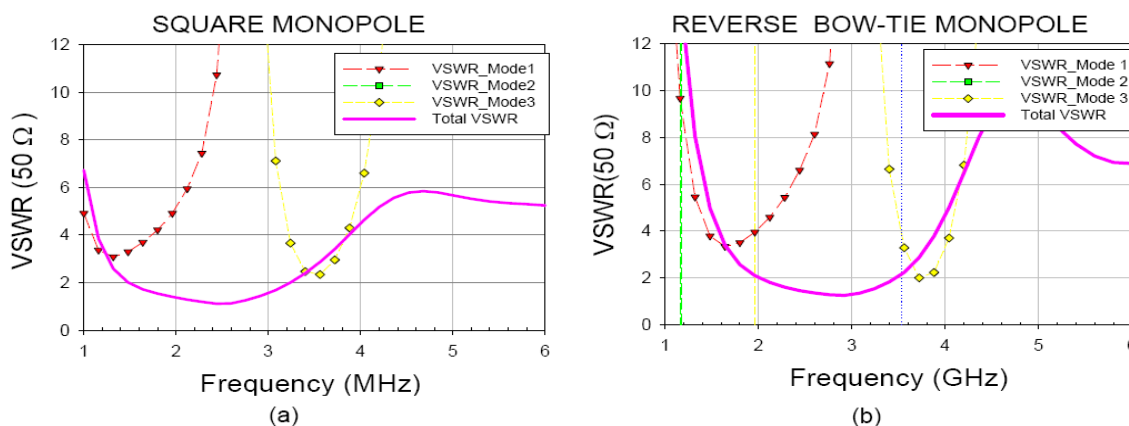 SQUARE MONOPOLE
12
10
8
6
4
2
0
VSWR (50 Ω)
VSWR_Mode1
VSWR_Mode2
VSWR_Mode3
Total VSWR
1 2 3 4 5 6
Frequency (MHz)
(a)
REVERSE BOW-TIE MONOPOLE
12
10
8
6
4
2
0
VSWR(50 Ω)
VSWR_Mode 1
VSWR_Mode 2
VSWR_Mode 3
Total VSWR
1 2 3 4 5 6
Frequency (GHz)
(b)